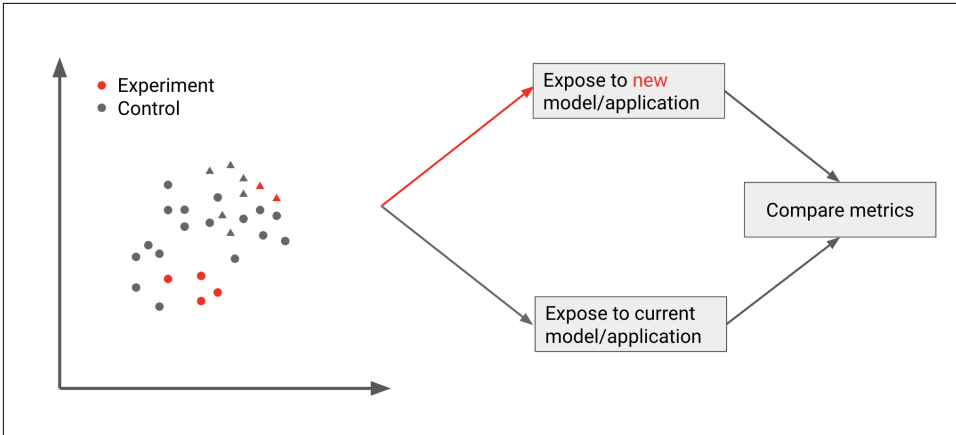 Experiment
Control
Expose to new
model/application
Compare metrics
Expose to current
model/application